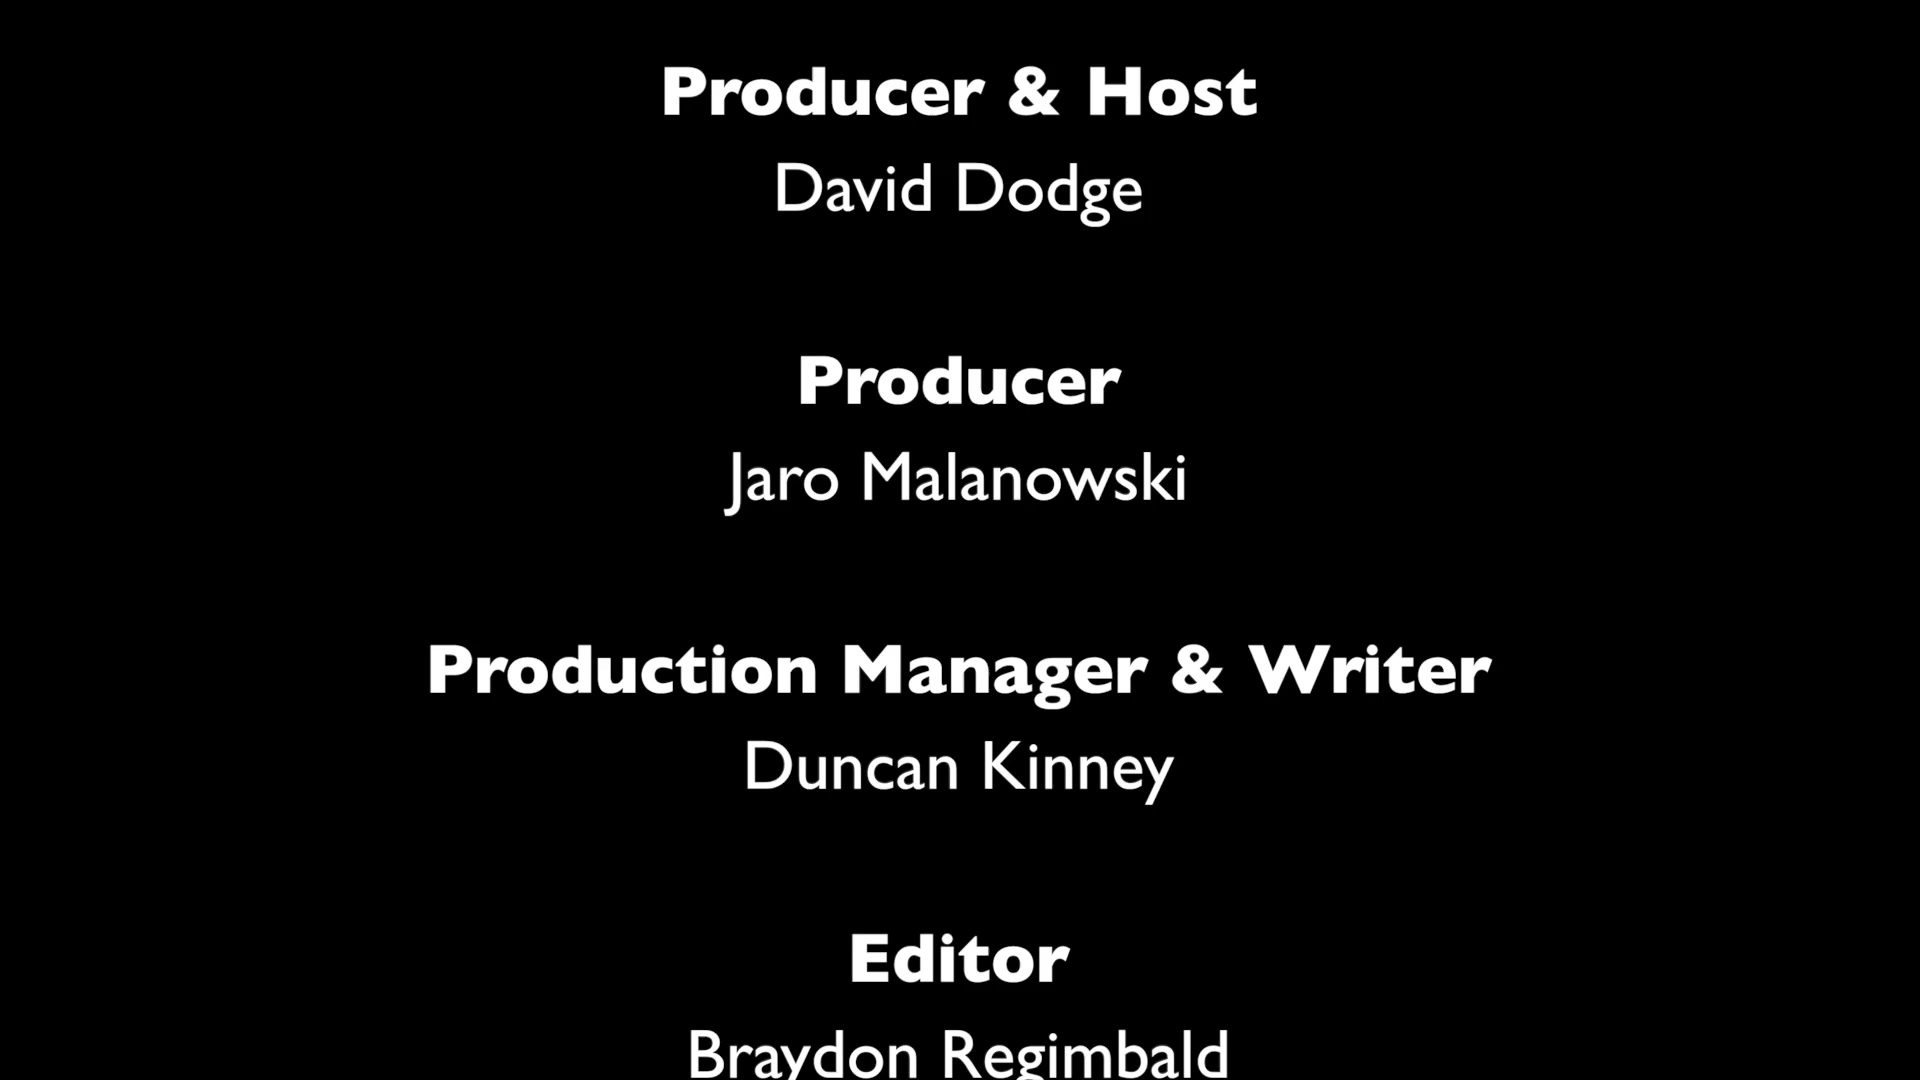 Producer & Host
David Dodge
Producer
Jaro Malanowski
Production Manager & Writer
Duncan Kinney
Editor
Braydon Regimbald